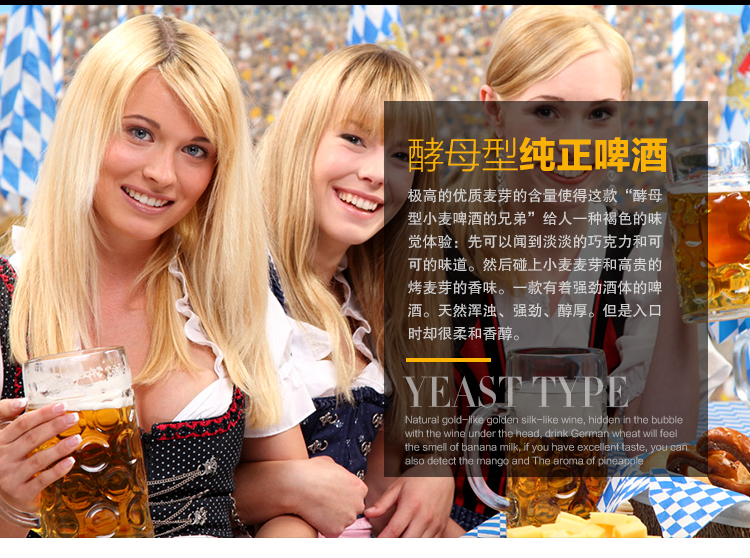 酵母型纯正啤酒
极高的优质麦芽的含量使得这款“酵母
型小麦啤酒的兄弟”给人一种褐色的味
觉体验：先可以闻到淡淡的巧克力和可
可的味道。然后碰上小麦麦芽和高贵的
烤麦芽的香味。一款有着强劲酒体的啤
酒。天然浑浊、强劲、醇厚。但是入口
时却很柔和香醇。
YEAST TYPE
Natural gold-like golden silk-like wine, hidden in the bubble
with the wine under the head, drink German wheat will feel
the smell of banana milk, if you have excellent taste, you can
also detect the mango and The aroma of pineapple